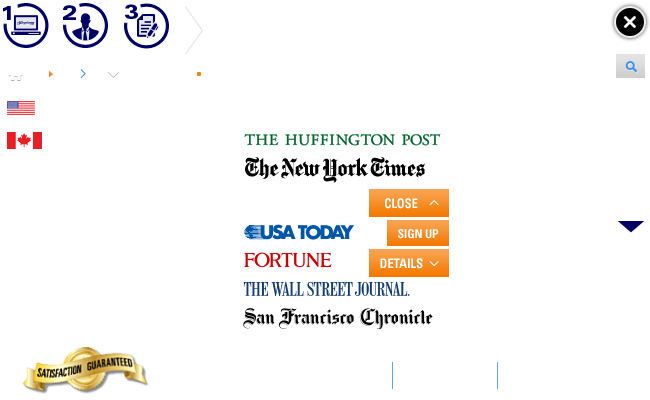 1 2 3
THE HUFFINGTON POST
The New York Times
CLOSE
USA TODAY
SIGN UP
FORTUNE
DETAILS
THE WALL STREET JOURNAL.
San Francisco Chronicle
SATISFACTION GUARANTEED